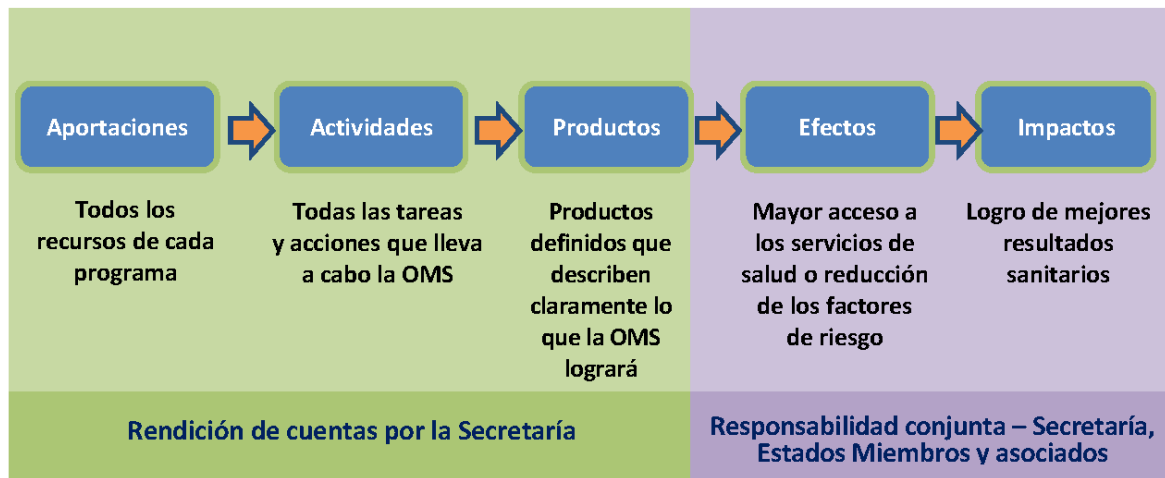 Aportaciones
Actividades
Productos
Efectos
Impactos
Todos los
recursos de cada
programa
Todas las tareas
y acciones que lleva
a cabo la OMS
Productos
definidos que
describen
claramente lo
que la OMS
logrará
Mayor acceso a
los servicios de
salud o reducción
de los factores
de riesgo
Logro de mejores
resultados
sanitarios
Rendición de cuentas por la Secretaría
Responsabilidad conjunta – Secretaría,
Estados Miembros y asociados